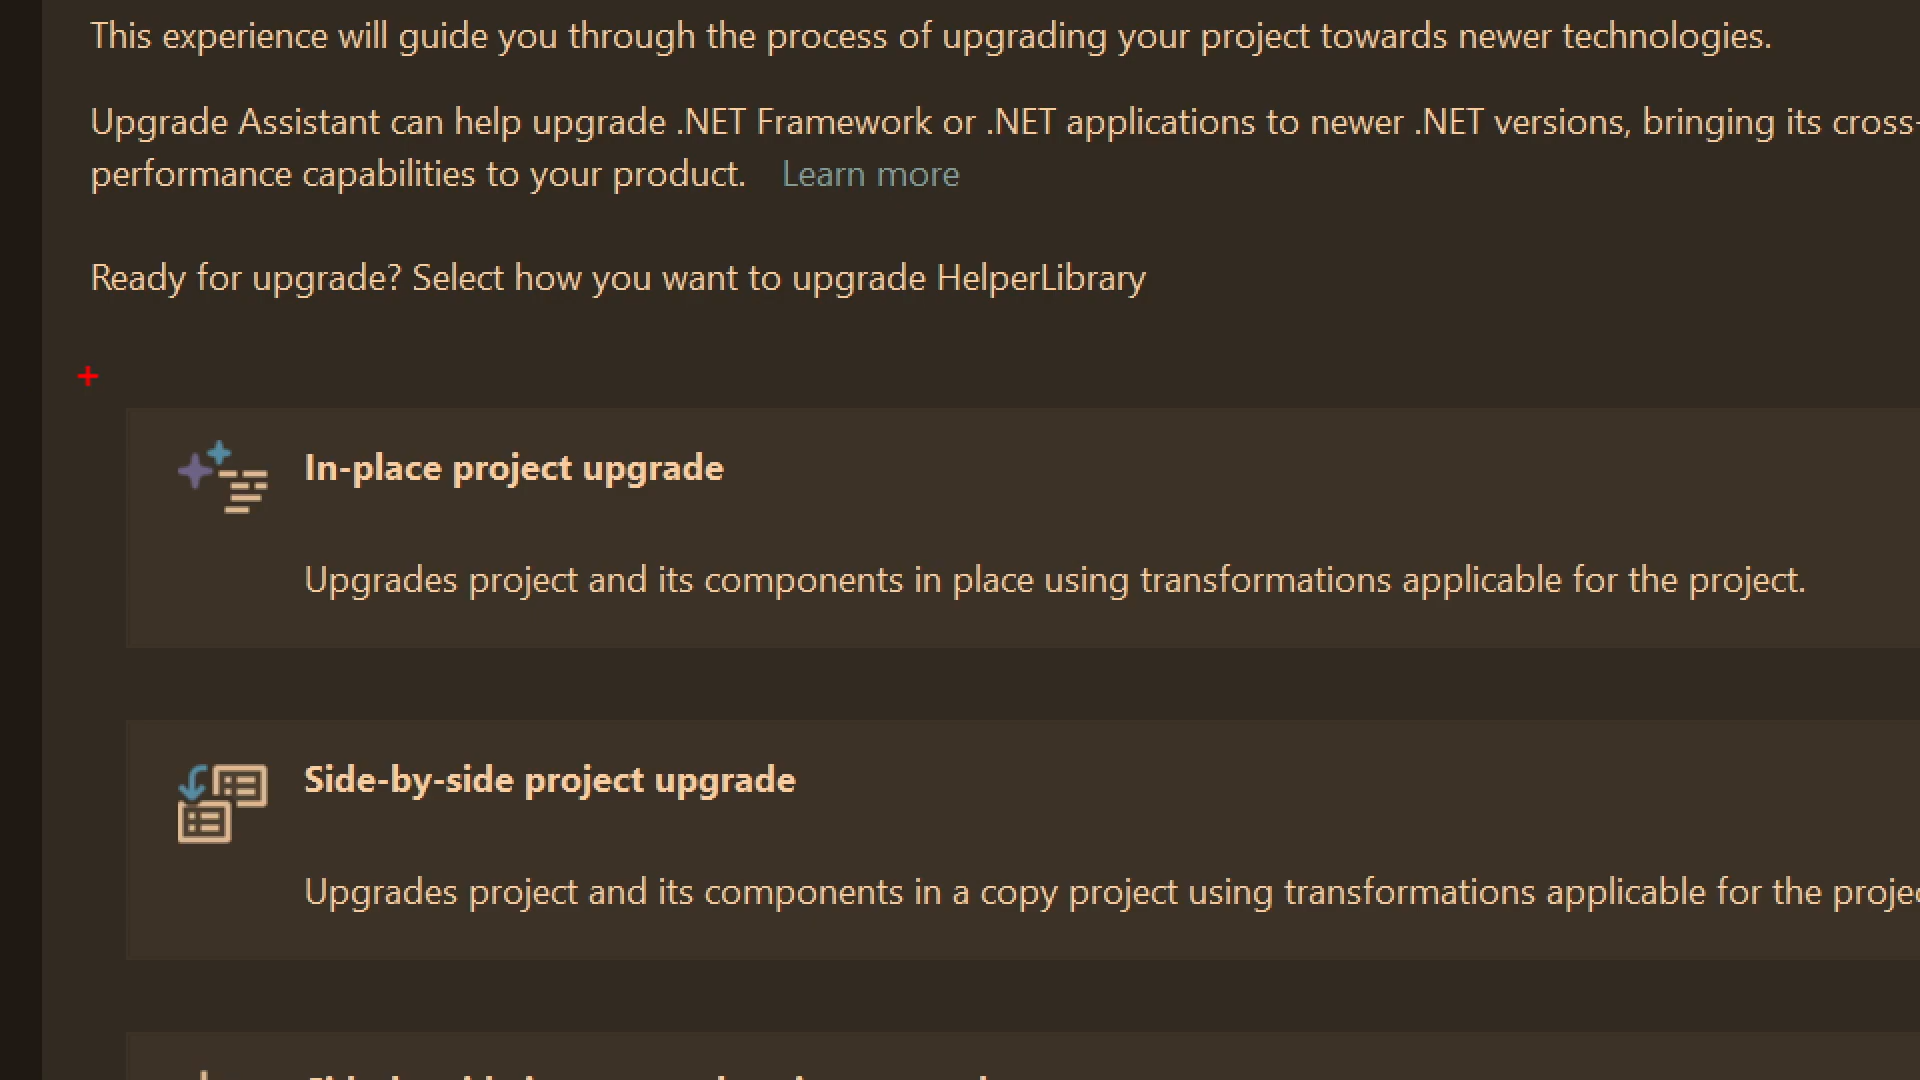 This experience will guide you through the process of upgrading your project towards newer technologies.
Upgrade Assistant can help upgrade .NET Framework or .NET applications to newer .NET versions, bringing its cross-
performance capabilities to your product. Learn more
Ready for upgrade? Select how you want to upgrade HelperLibrary
In-place project upgrade
Upgrades project and its components in place using transformations applicable for the project.
Side-by-side project upgrade
Upgrades project and its components in a copy project using transformations applicable for the